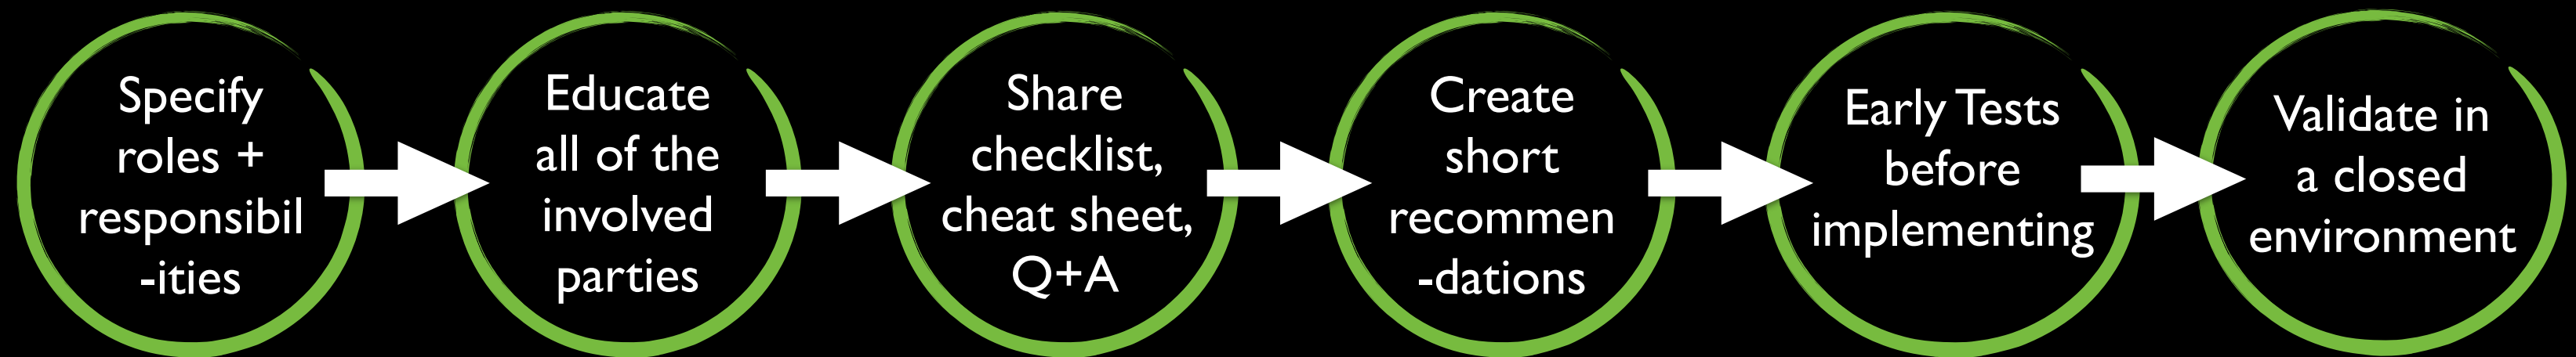 Specify
roles +
responsibil
-ities
Educate
all of the
involved
parties
Share
checklist,
cheat sheet,
Q+A
Create
short
recommen
-dations
Early Tests
before
implementing
Validate in
a closed
environment